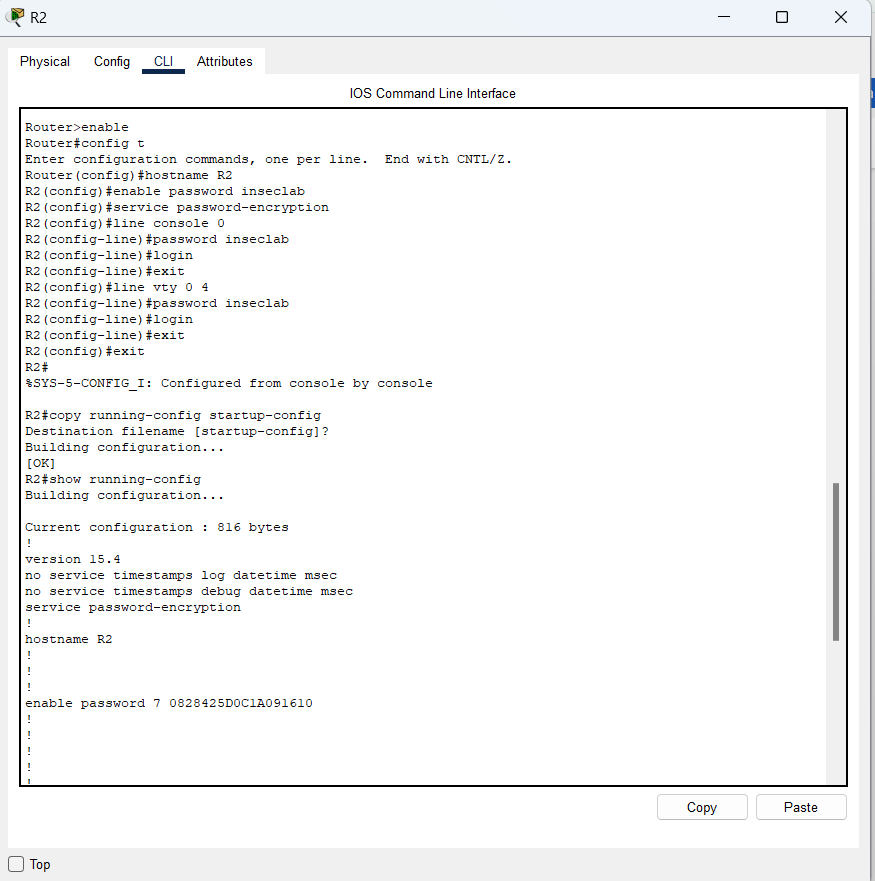 R2
Physical Config CLI Attributes
IOS Command Line Interface
Router>enable
Router#config t
Enter configuration commands, one per line.  End with CNTL/Z.
Router(config)#hostname R2
R2(config)#enable password inseclab
R2(config)#service password-encryption
R2(config)#line console 0
R2(config-line)#password inseclab
R2(config-line)#login
R2(config-line)#exit
R2(config)#line vty 0 4
R2(config-line)#password inseclab
R2(config-line)#login
R2(config-line)#exit
R2(config)#exit
R2#
%SYS-5-CONFIG_I: Configured from console by console
R2#copy running-config startup-config
Destination filename [startup-config]?
Building configuration...
[OK]
R2#show running-config
Building configuration...
Current configuration : 816 bytes
!
version 15.4
no service timestamps log datetime msec
no service timestamps debug datetime msec
service password-encryption
!
hostname R2
!
!
!
enable password 7 0828425D0C1A091610
!
!
!
!
!
Copy Paste
Top